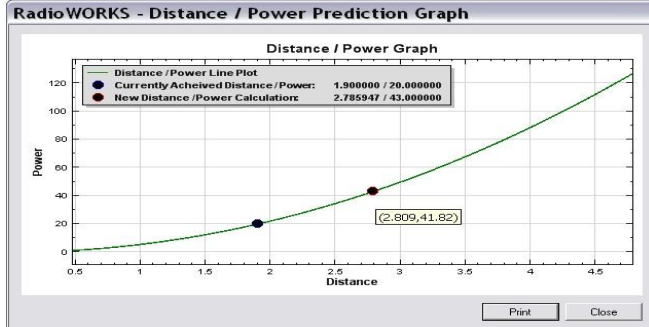 RadioWORKS - Distance / Power Prediction Graph
Distance / Power Graph
Distance / Power Line Plot
Currently Acheived Distance / Power: 1.900000 / 20.000000
New Distance / Power Calculation: 2.785947 / 43.000000
Power
120
100
80
60
40
20
0
(2.809,41.82)
0.5 1 1.5 2 2.5 3 3.5 4 4.5
Distance
Print Close